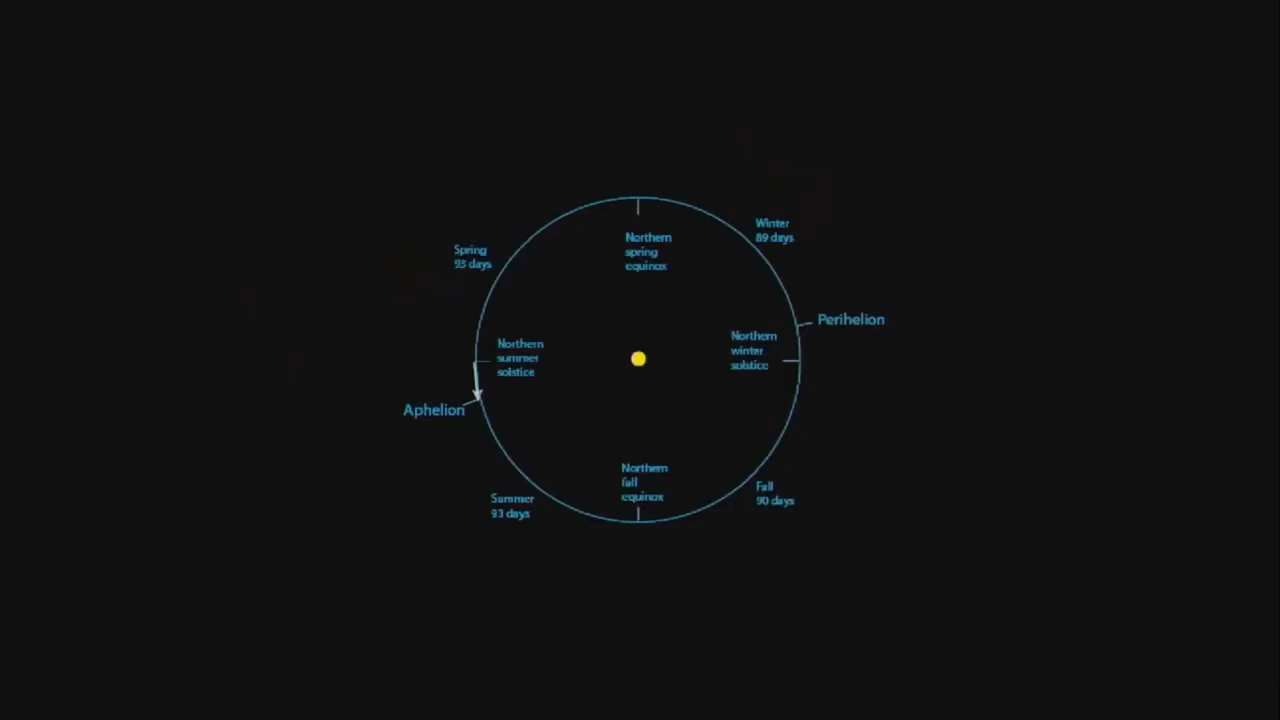 Winter
89 days
Northern
spring
equinox
Spring
93 days
Perihelion
Northern
winter
solstice
Northern
summer
solstice
Aphelion
Northern
fall
equinox
Fall
90 days
Summer
93 days